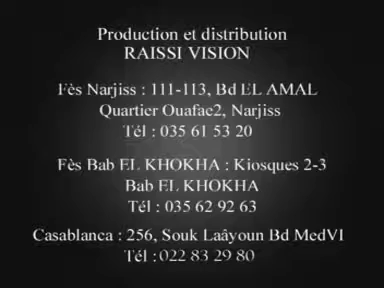 Production et distribution
RAISSI VISION
Fès Narjiss : 111-113, Bd EL AMAL
Quartier Ouafae2, Narjiss
Tél : 035 61 53 20
Fès Bab EL KHOKHA : Kiosques 2-3
Bab EL KHOKHA
Tél : 035 62 92 63
Casablanca : 256, Souk Laâyoun Bd MedVI
Tél : 022 83 29 80